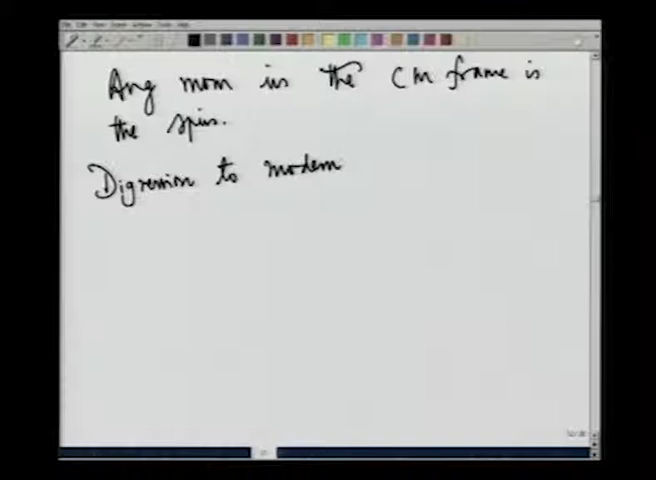 Ang mom in the CM frame is
the spin.
Digression to modern